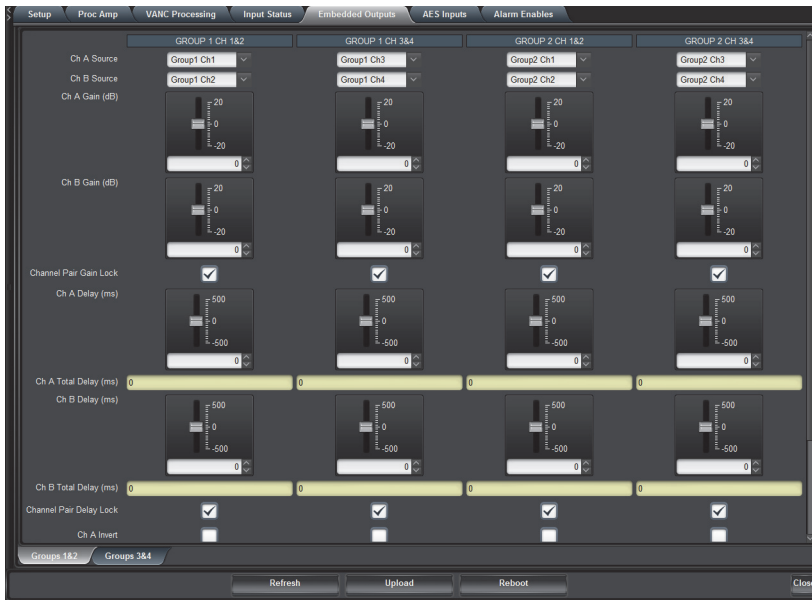 Setup Proc Amp VANC Processing Input Status Embedded Outputs AES Inputs Alarm Enables
GROUP 1 CH 1&2 GROUP 1 CH 3&4 GROUP 2 CH 1&2 GROUP 2 CH 3&4
Ch A Source Group1 Ch1 Group1 Ch3 Group2 Ch1 Group2 Ch3
Ch B Source Group1 Ch2 Group1 Ch4 Group2 Ch2 Group2 Ch4
Ch A Gain (dB) 20 20 20 20
0 0 0 0
-20 -20 -20 -20
0 0 0 0
Ch B Gain (dB) 20 20 20 20
0 0 0 0
-20 -20 -20 -20
0 0 0 0
Channel Pair Gain Lock
Ch A Delay (ms) 500 500 500 500
0 0 0 0
-500 -500 -500 -500
0 0 0 0
Ch A Total Delay (ms) 0 0 0 0
Ch B Delay (ms) 500 500 500 500
0 0 0 0
-500 -500 -500 -500
0 0 0 0
Ch B Total Delay (ms) 0 0 0 0
Channel Pair Delay Lock
Ch A Invert
Groups 1&2 Groups 3&4
Refresh Upload Reboot Close